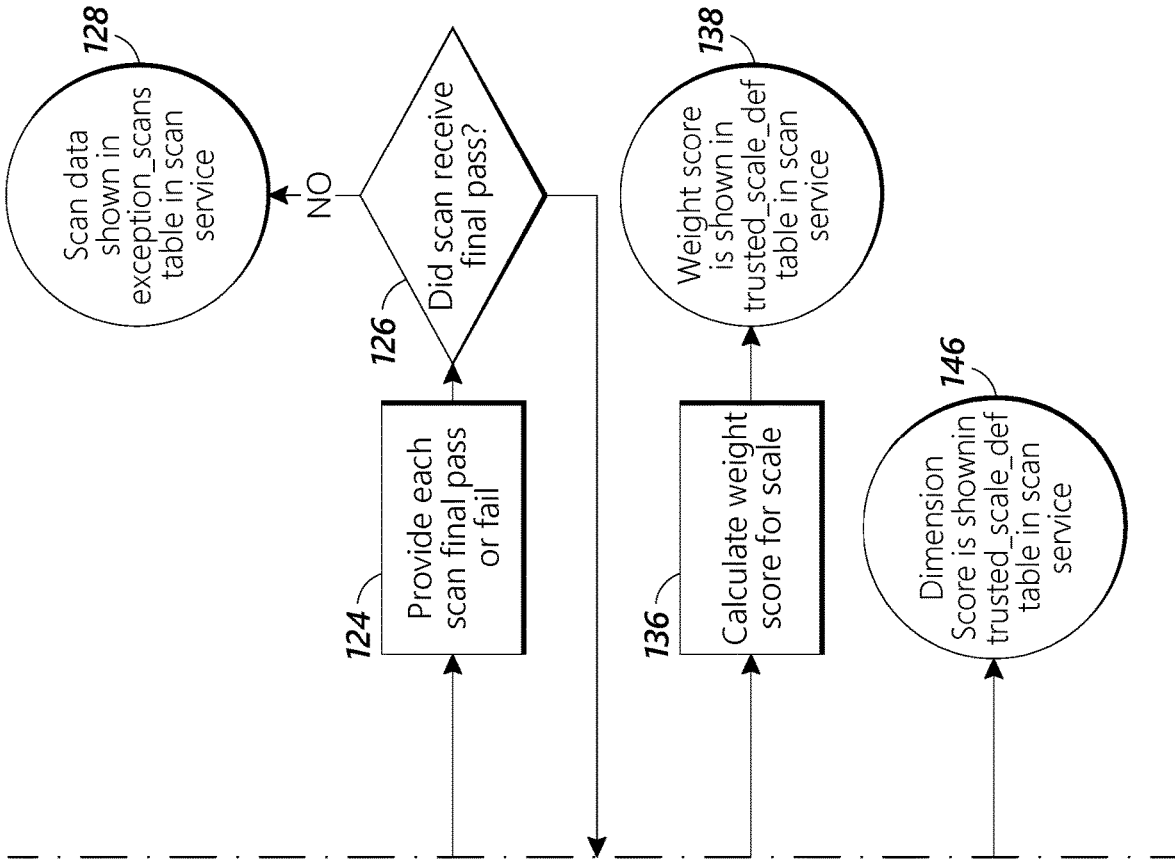 128
Scan data
shown in
exception_scans
table in scan
service
NO
124
Provide each
scan final pass
or fail
126
Did scan receive
final pass?
136
Calculate weight
score for scale
138
Weight score
is shown in
trusted_scale_def
table in scan
service
146
Dimension
Score is shownin
trusted_scale_def
table in scan
service